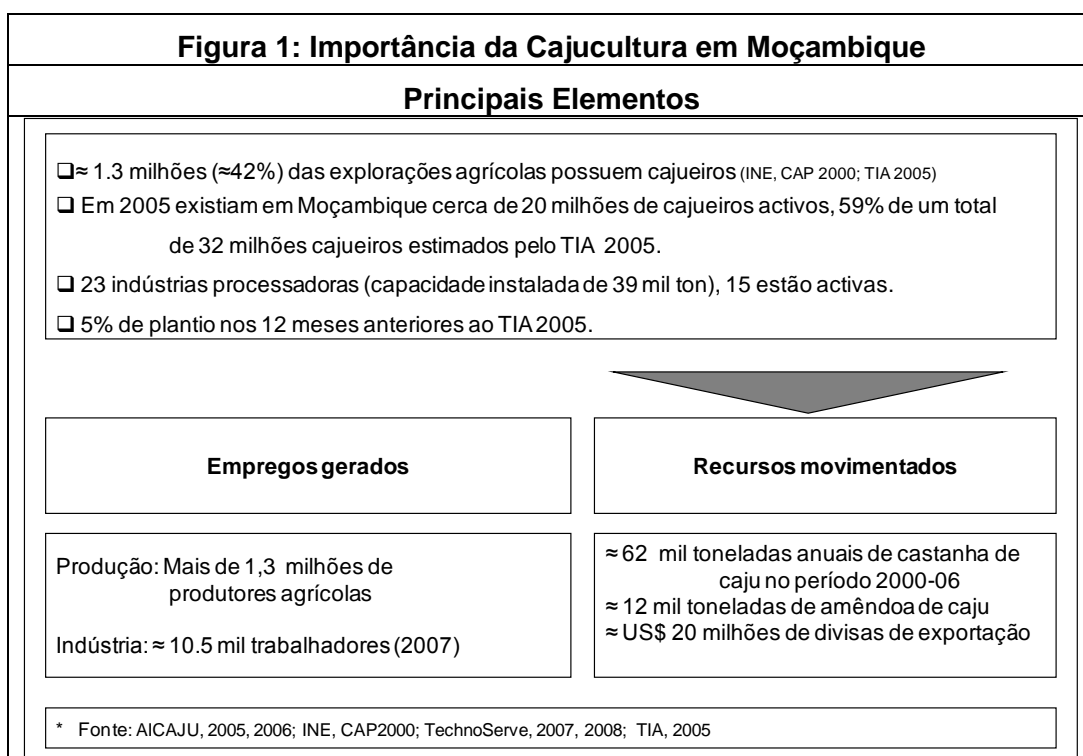 Figura 1: Importância da Cajucultura em Moçambique
Principais Elementos
❑≈ 1.3 milhões (≈42%) das explorações agrícolas possuem cajueiros (INE, CAP 2000; TIA 2005)
❑ Em 2005 existiam em Moçambique cerca de 20 milhões de cajueiros activos, 59% de um total
de 32 milhões cajueiros estimados pelo TIA 2005.
❑ 23 indústrias processadoras (capacidade instalada de 39 mil ton), 15 estão activas.
❑ 5% de plantio nos 12 meses anteriores ao TIA 2005.
Empregos gerados
Recursos movimentados
Produção: Mais de 1,3 milhões de
produtores agrícolas
Indústria: ≈ 10.5 mil trabalhadores (2007)
≈ 62 mil toneladas anuais de castanha de
caju no período 2000-06
≈ 12 mil toneladas de amêndoa de caju
≈ US$ 20 milhões de divisas de exportação
* Fonte: AICAJU, 2005, 2006; INE, CAP2000; TechnoServe, 2007, 2008; TIA, 2005